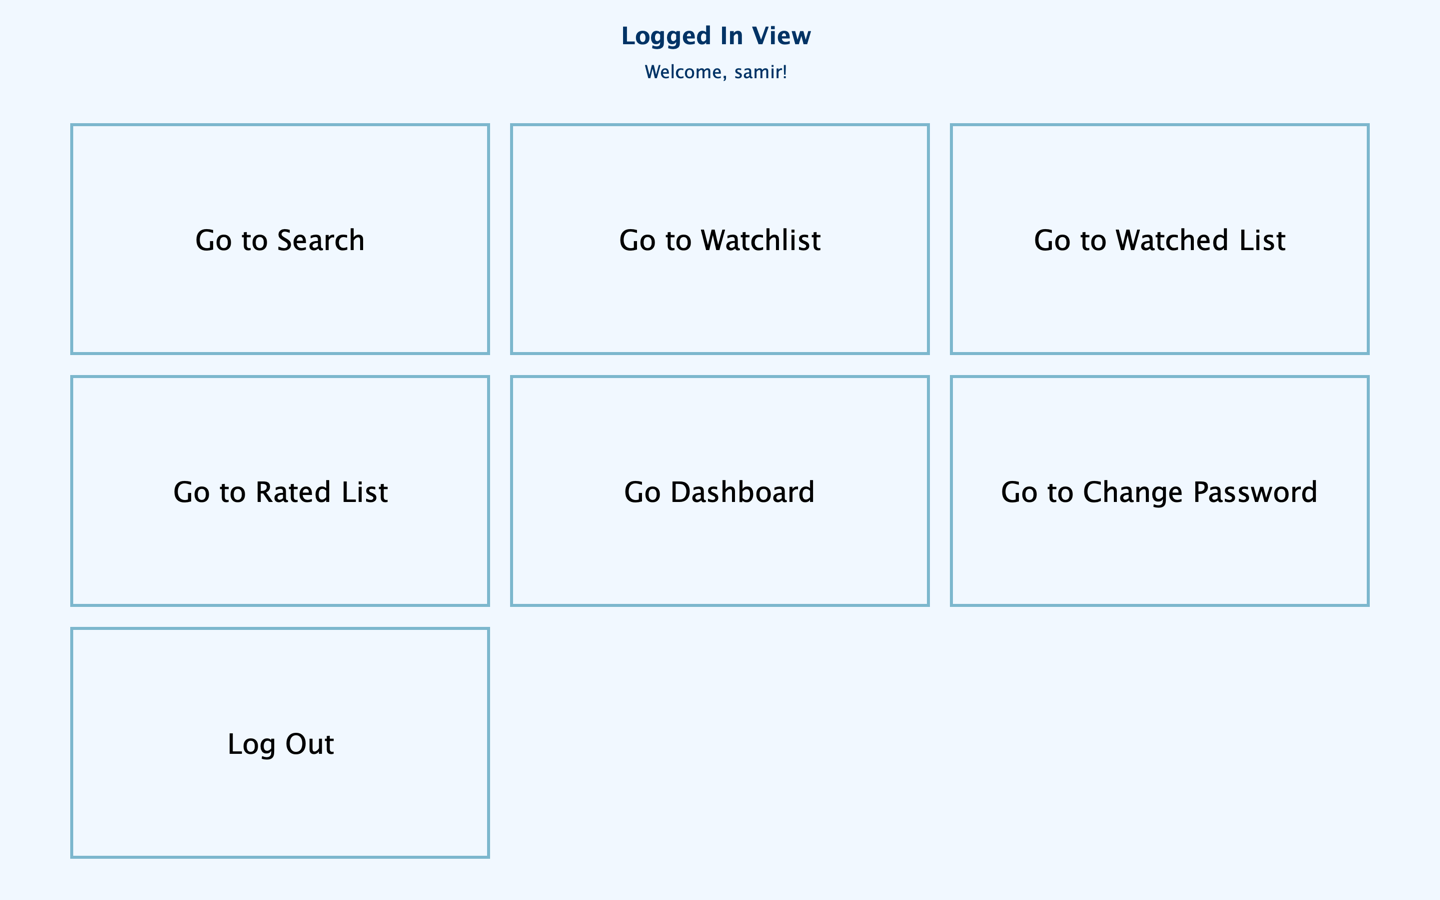 Logged In View
Welcome, samir!
Go to Search
Go to Watchlist
Go to Watched List
Go to Rated List
Go Dashboard
Go to Change Password
Log Out